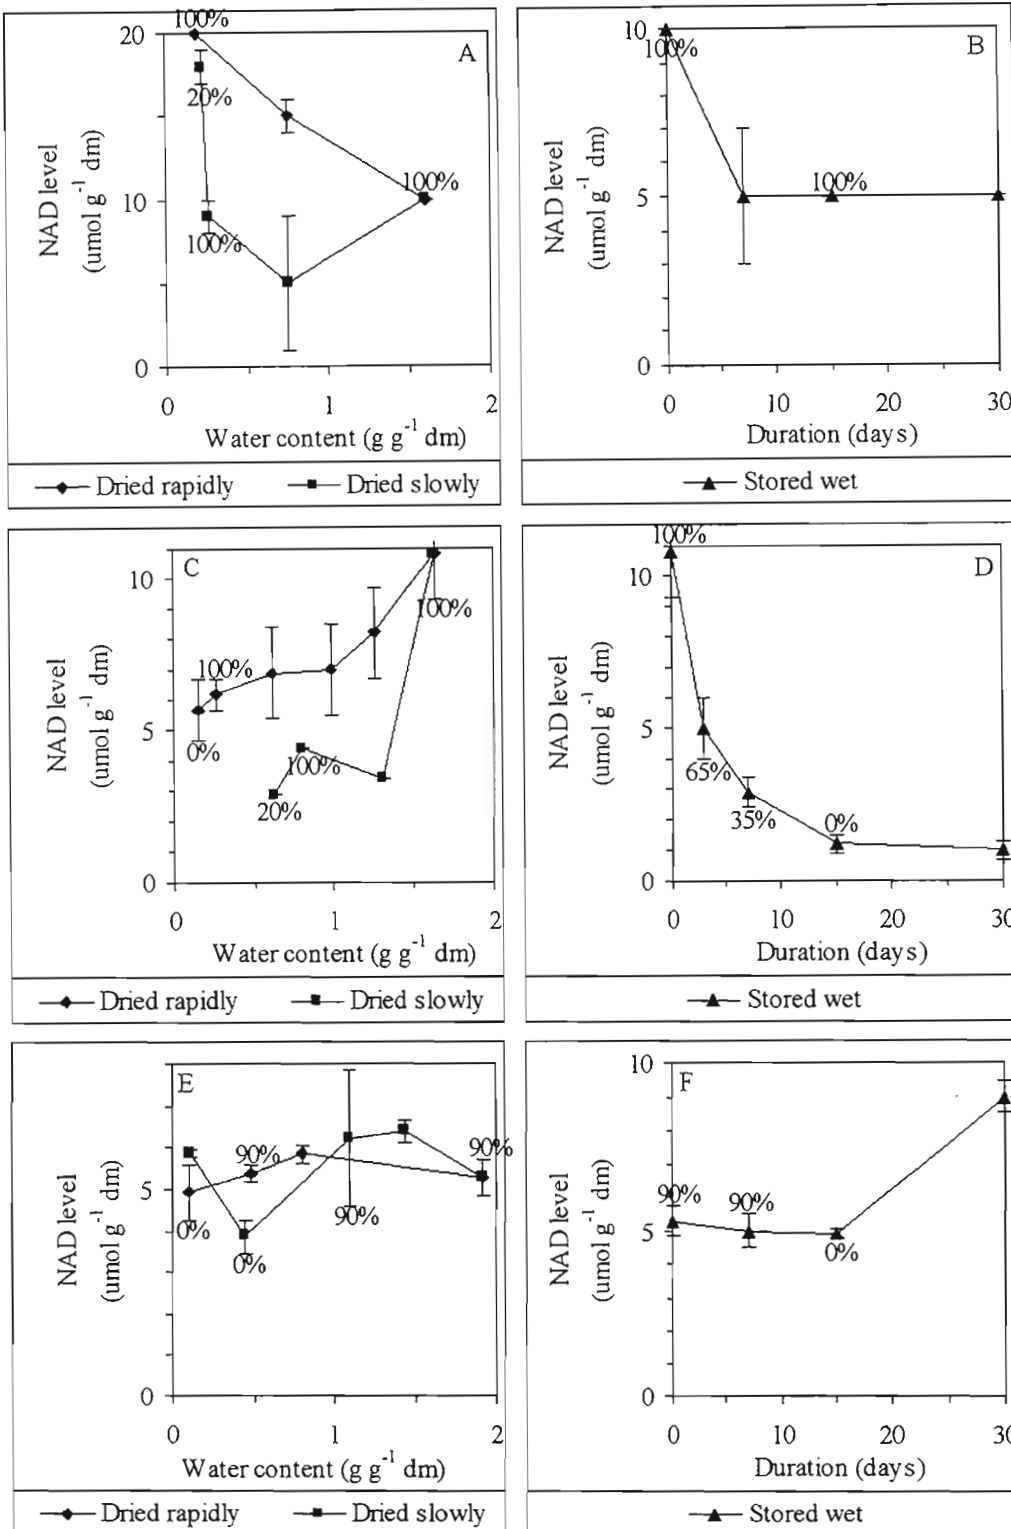 100%
20
A
20%
NAD level
(umol g-1 dm)
100%
10
100%
0
0 1 2
Water content (g g-1 dm)
Dried rapidly Dried slowly
10
B
100%
NAD level
(umol g-1 dm)
100%
5
0
0 10 20 30
Duration (days)
Stored wet
C
10
100%
NAD level
(umol g-1 dm)
100%
5
0%
100%
20%
0
0 1 2
Water content (g g-1 dm)
Dried rapidly Dried slowly
100%
D
10
NAD level
(umol g-1 dm)
5
65%
35%
0%
0
0 10 20 30
Duration (days)
Stored wet
E
90%
90%
NAD level
(umol g-1 dm)
5
0%
90%
0%
0
0 1 2
Water content (g g-1 dm)
Dried rapidly Dried slowly
10
F
NAD level
(umol g-1 dm)
90%
90%
5
0%
0
0 10 20 30
Duration (days)
Stored wet